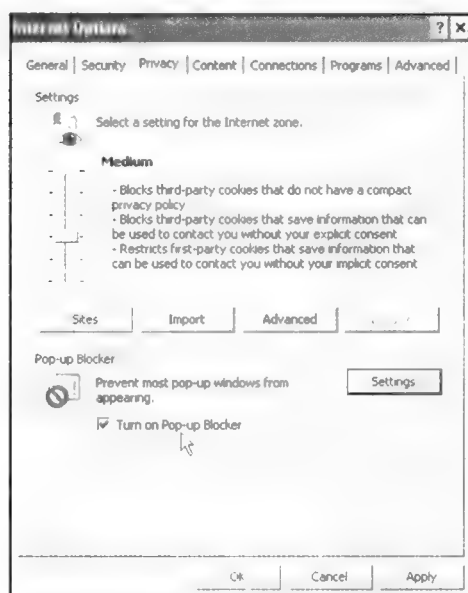 Internet Options
? ×
General Security Privacy Content Connections Programs Advanced
Settings
Select a setting for the Internet zone.
Medium
- Blocks third-party cookies that do not have a compact
privacy policy
- Blocks third-party cookies that save information that can
be used to contact you without your explicit consent
- Restricts first-party cookies that save information that
can be used to contact you without your implicit consent
Sites Import Advanced
Pop-up Blocker
Prevent most pop-up windows from
appearing.
Settings
Turn on Pop-up Blocker
OK Cancel Apply